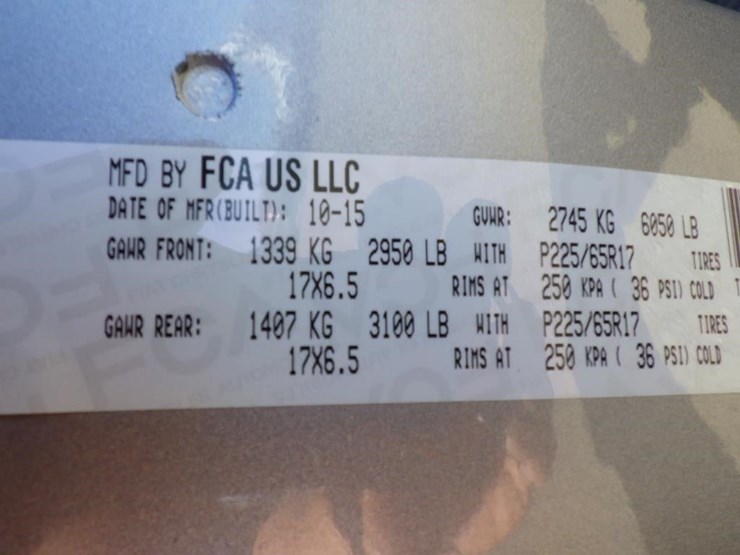 MFD BY FCA US LLC
DATE OF MFR(BUILT): 10-15 GVWR: 2745 KG 6050 LB
GAWR FRONT: 1339 KG 2950 LB WITH P225/65R17 TIRES
17X6.5 RIMS AT 250 KPA ( 36 PSI) COLD
GAWR REAR: 1407 KG 3100 LB WITH P225/65R17 TIRES
17X6.5 RIMS AT 250 KPA ( 36 PSI) COLD